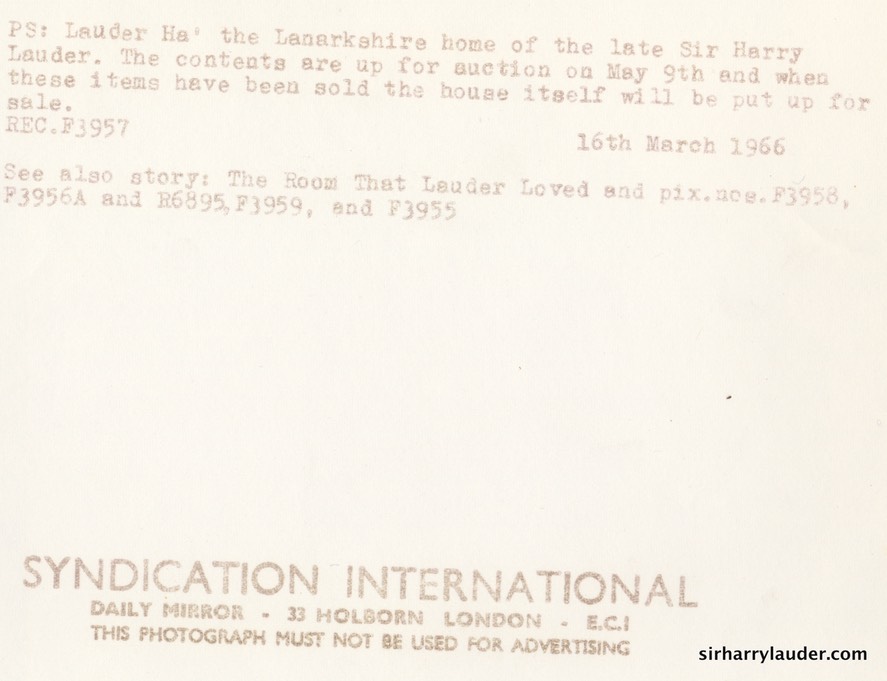 PS: Lauder Ha' the Lanarkshire home of the late Sir Harry
Lauder. The contents are up for auction on May 9th and when
these items have been sold the house itself will be put up for
sale.
REC.F3957
16th March 1966
See also story: The Room That Lauder Loved and pix.nos.F3958,
F3956A and R6895,F3959, and F3955
SYNDICATION INTERNATIONAL
DAILY MIRROR - 33 HOLBORN LONDON - E.C.1
THIS PHOTOGRAPH MUST NOT BE USED FOR ADVERTISING
sirharrylauder.com